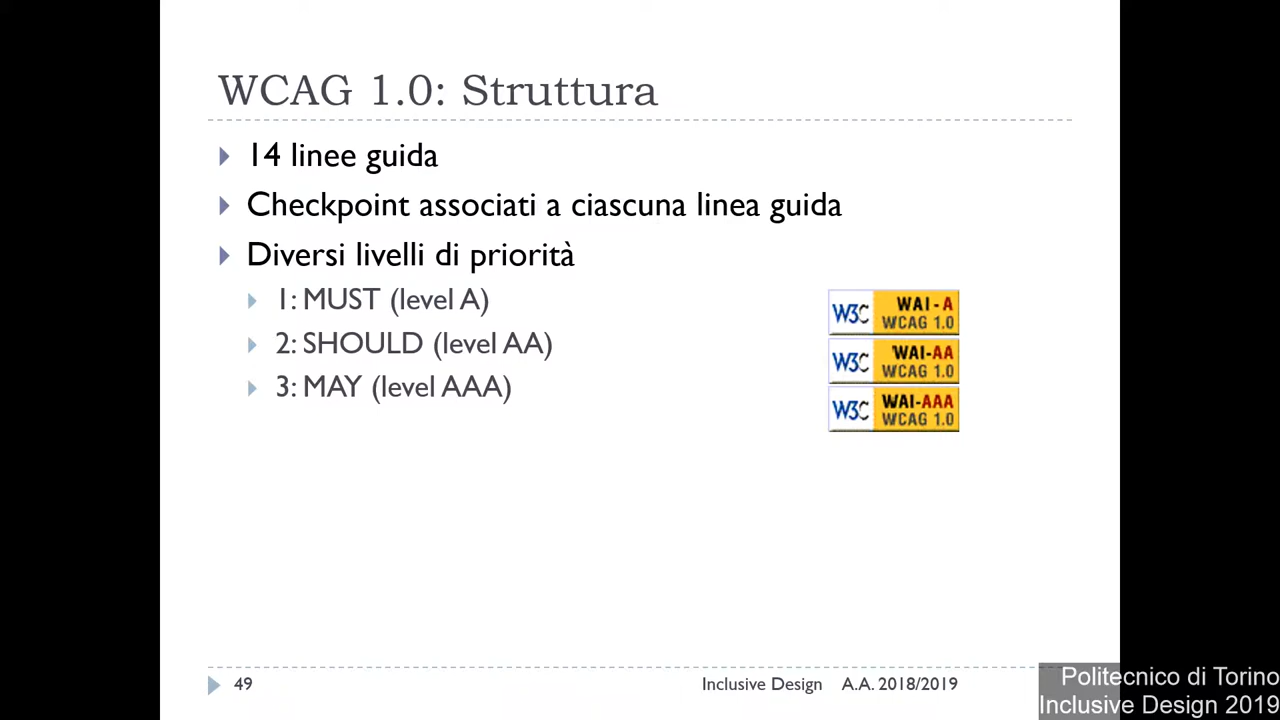 WCAG 1.0: Struttura
14 linee guida
Checkpoint associati a ciascuna linea guida
Diversi livelli di priorità
1: MUST (level A)
2: SHOULD (level AA)
3: MAY (level AAA)
W3C WAI-A WCAG 1.0
W3C WAI-AA WCAG 1.0
W3C WAI-AAA WCAG 1.0
49
Inclusive Design A.A. 2018/2019
Politecnico di Torino
Inclusive Design 2019